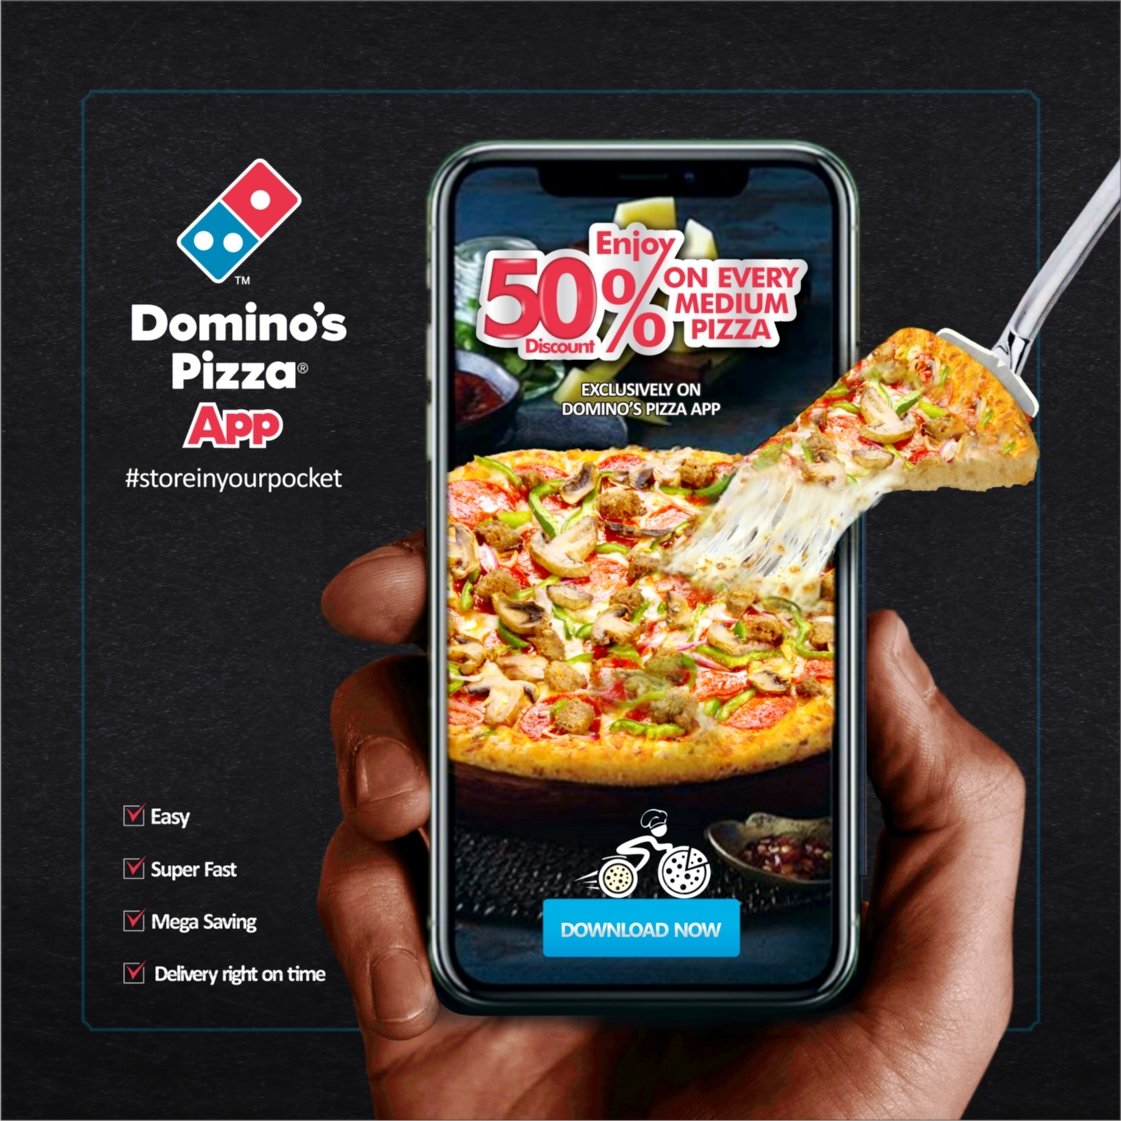 TM
Domino's
Pizza®
App
#storeinyourpocket
Enjoy
50%
Discount
ON EVERY
MEDIUM
PIZZA
EXCLUSIVELY ON
DOMINO'S PIZZA APP
Easy
Super Fast
Mega Saving
Delivery right on time
DOWNLOAD NOW